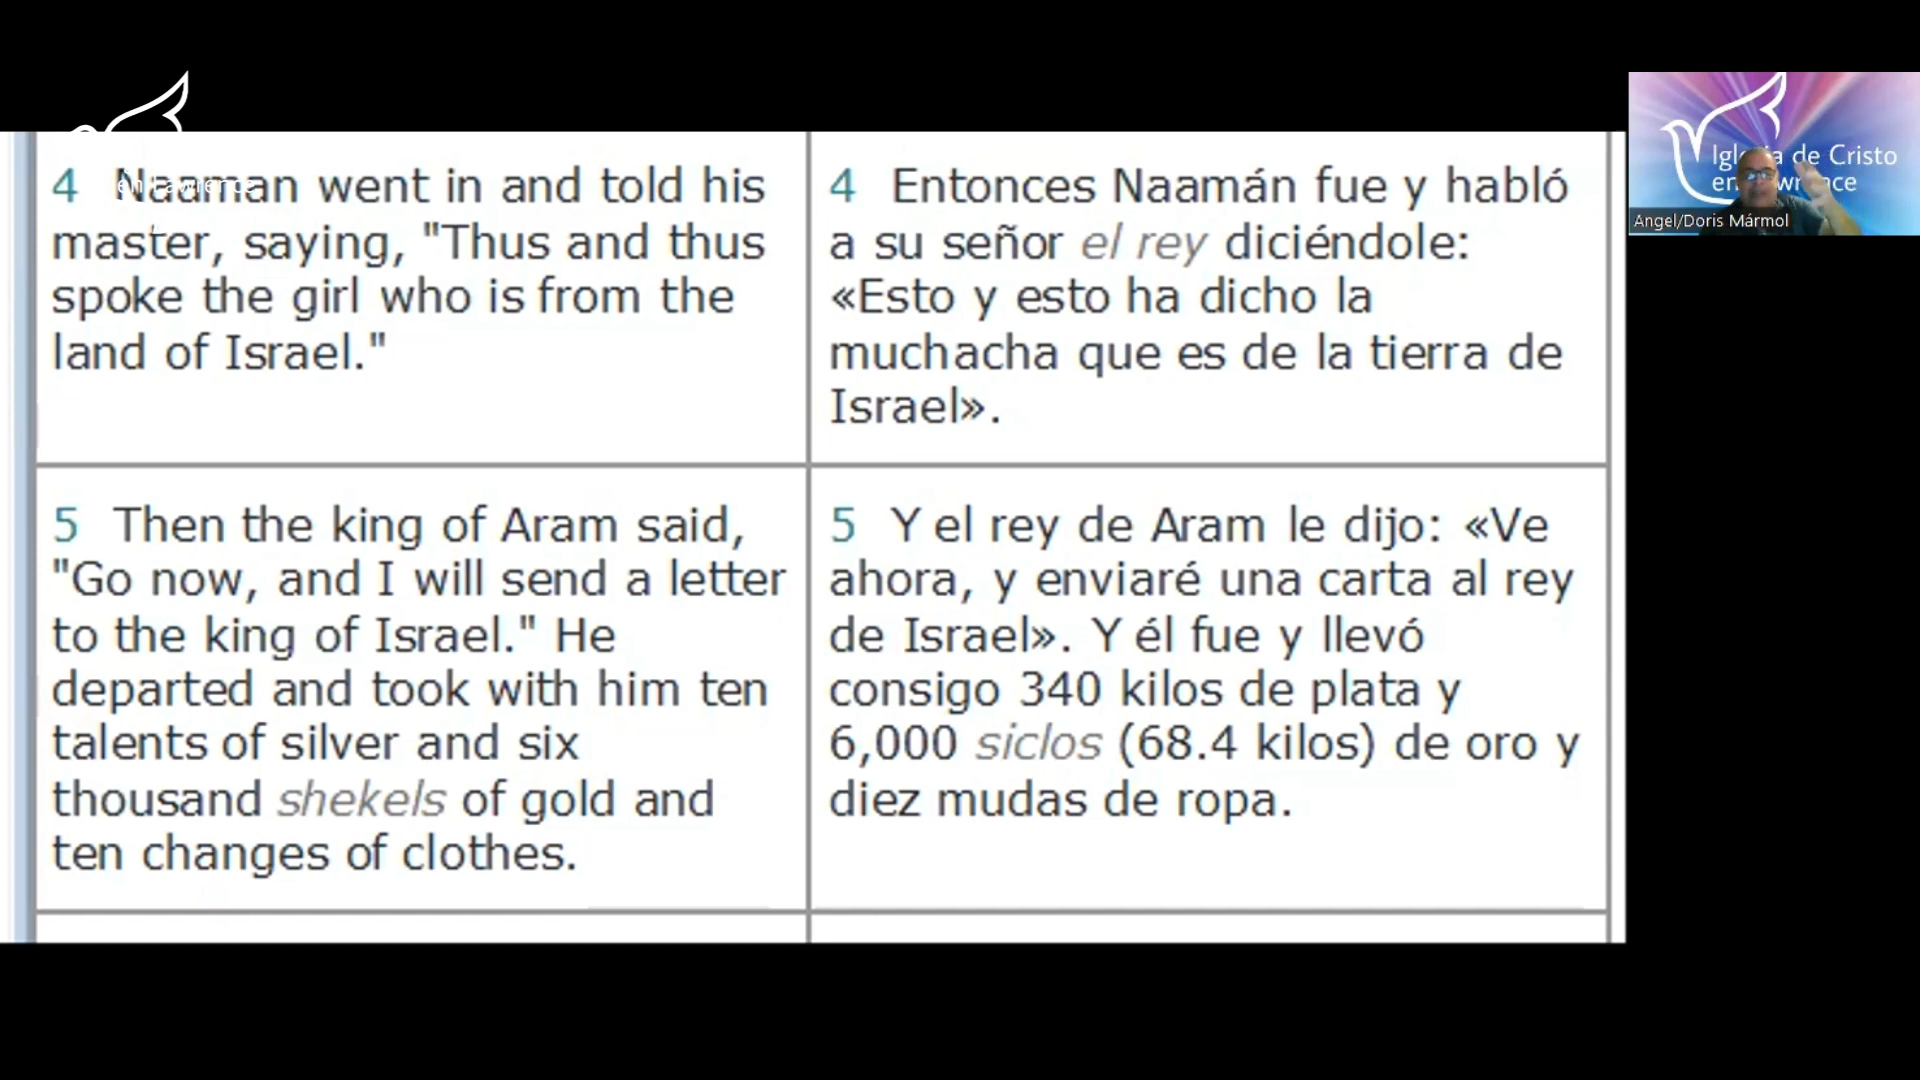 4 Naaman went in and told his
master, saying, "Thus and thus
spoke the girl who is from the
land of Israel."
4 Entonces Naamán fue y habló
a su señor el rey diciéndole:
«Esto y esto ha dicho la
muchacha que es de la tierra de
Israel».
5 Then the king of Aram said,
"Go now, and I will send a letter
to the king of Israel." He
departed and took with him ten
talents of silver and six
thousand shekels of gold and
ten changes of clothes.
5 Y el rey de Aram le dijo: «Ve
ahora, y enviaré una carta al rey
de Israel». Y él fue y llevó
consigo 340 kilos de plata y
6,000 siclos (68.4 kilos) de oro y
diez mudas de ropa.
en Lawrence
de Cristo
en
Angel/Doris Mármol